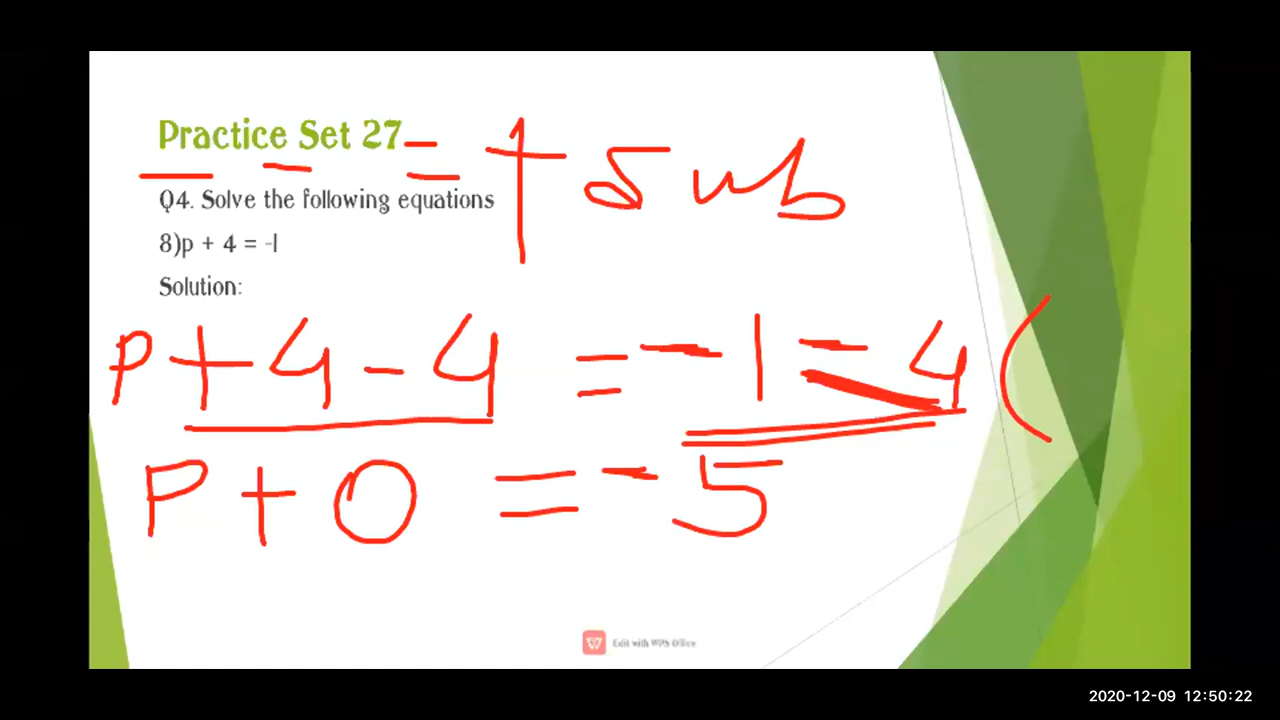 Practice Set 27
+ sub
Q4. Solve the following equations
8)p + 4 = -1
Solution:
p + 4 - 4 = - 1 - 4 (
P + 0 = - 5
Edit with WPS Office
2020-12-09 12:50:22